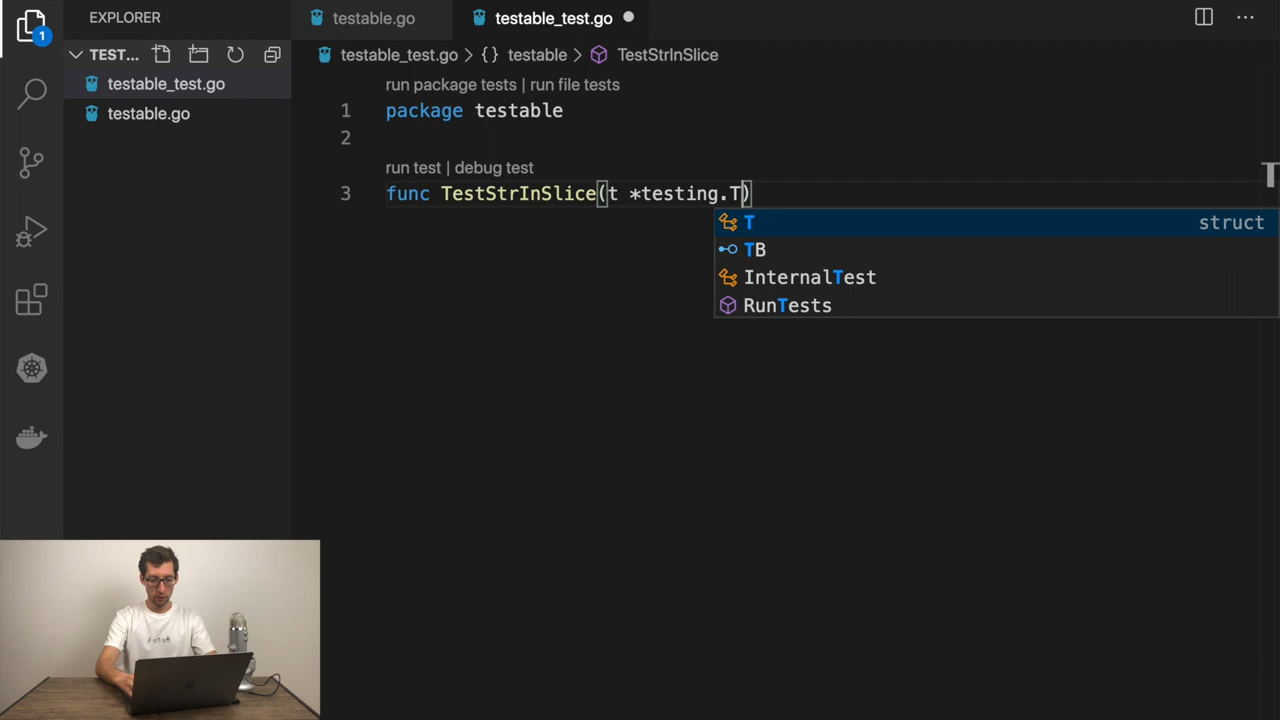 EXPLORER
testable.go
testable_test.go
1
TEST...
testable_test.go
testable.go
testable_test.go > {} testable > TestStrInSlice
run package tests | run file tests
1 package testable
2
run test | debug test
3 func TestStrInSlice(t *testing.T)
T struct
TB
InternalTest
RunTests